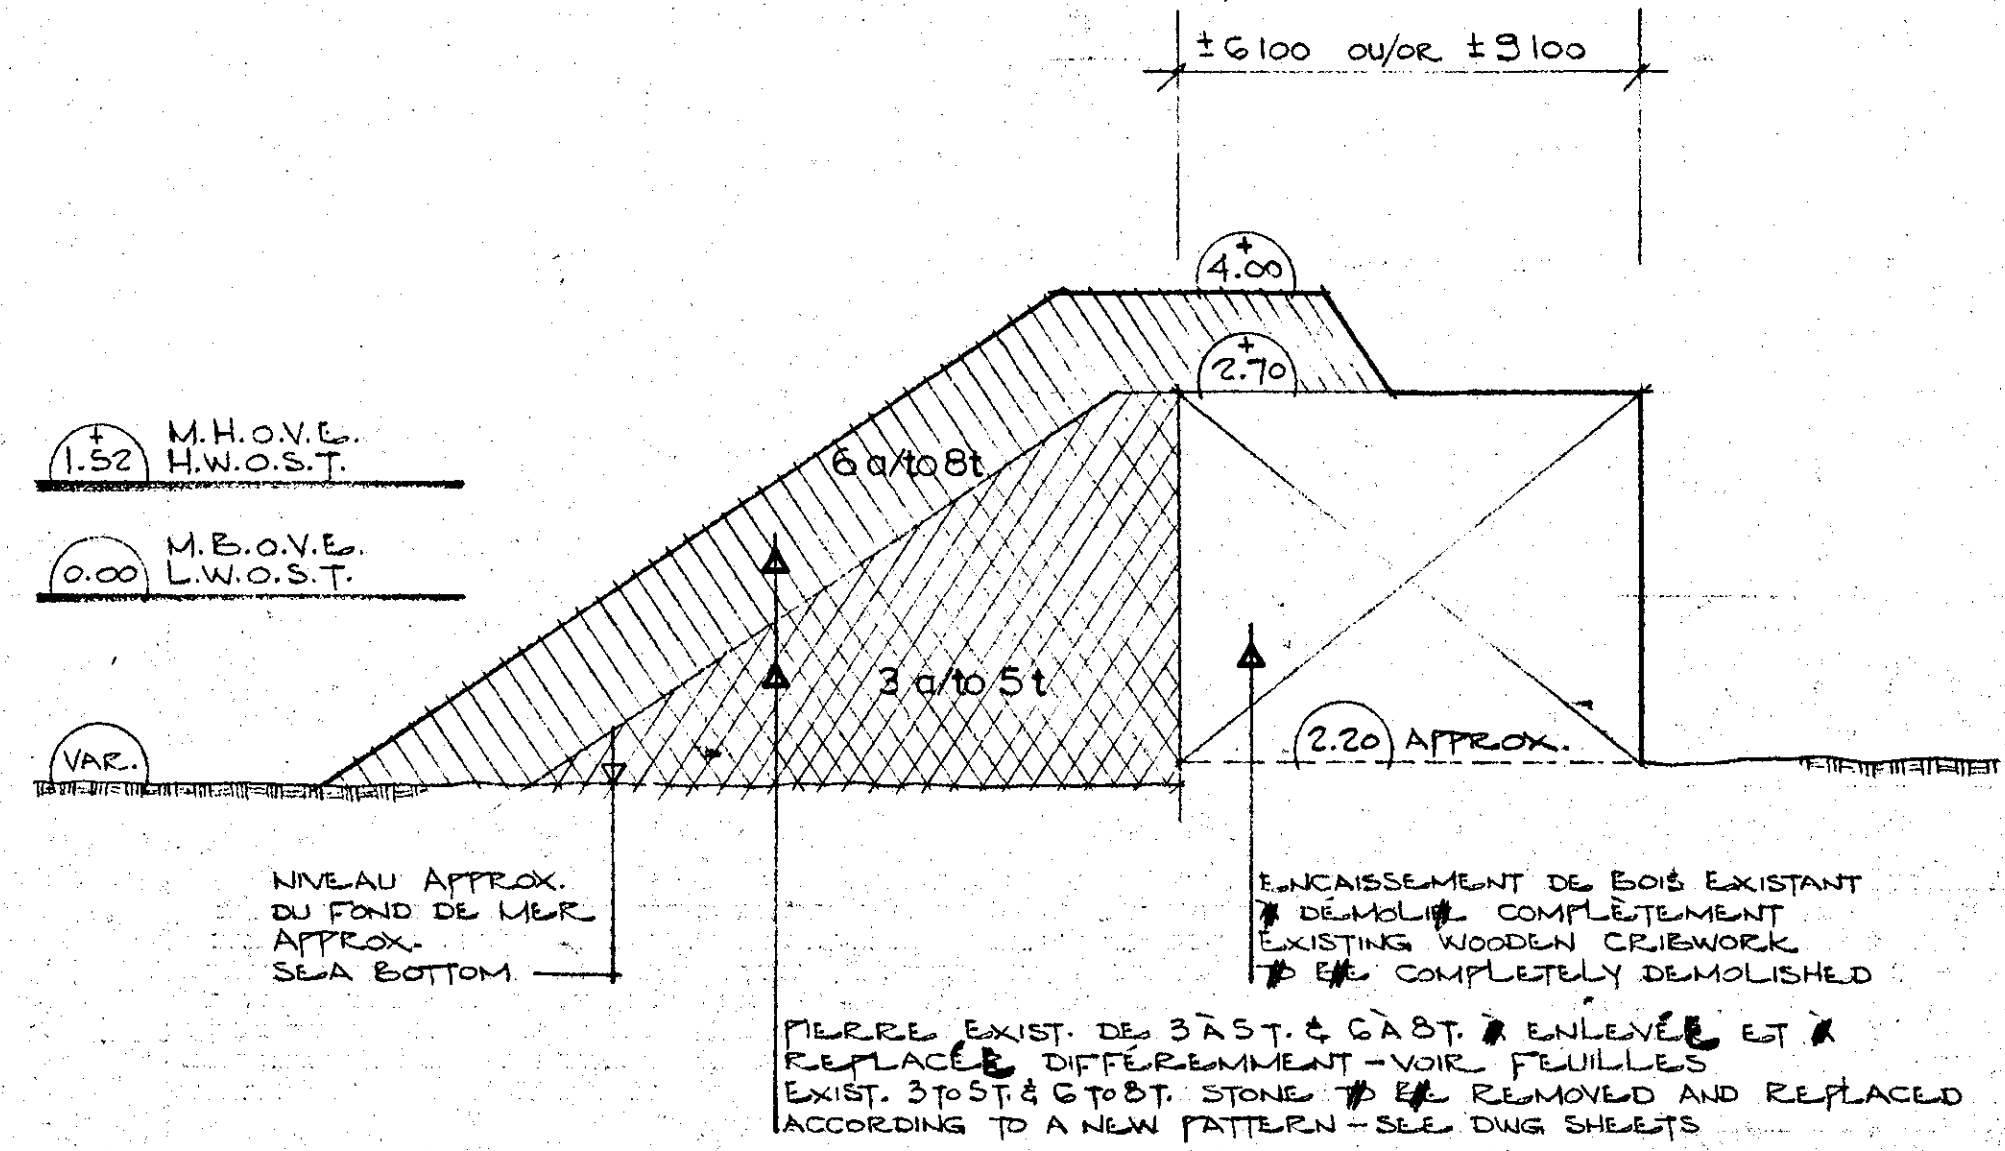 ±6100 OU/OR ±9100
+
4.00
+
2.70
+
1.52
M.H.O.V.E.
H.W.O.S.T.
6 a/to 8t
0.00
M.B.O.V.E.
L.W.O.S.T.
3 a/to 5t
VAR.
2.20 APPROX.
NIVEAU APPROX.
DU FOND DE MER
APPROX.
SEA BOTTOM
ENCAISSEMENT DE BOIS EXISTANT
DÉMOLI COMPLÈTEMENT
EXISTING WOODEN CRIBWORK
COMPLETELY DEMOLISHED
PIERRE EXIST. DE 3 À 5 T. & 6 À 8 T. ENLEVÉE ET
REPLACÉE DIFFÉREMMENT - VOIR FEUILLES
EXIST. 3 TO 5T. & 6 TO 8T. STONE REMOVED AND REPLACED
ACCORDING TO A NEW PATTERN - SEE DWG SHEETS